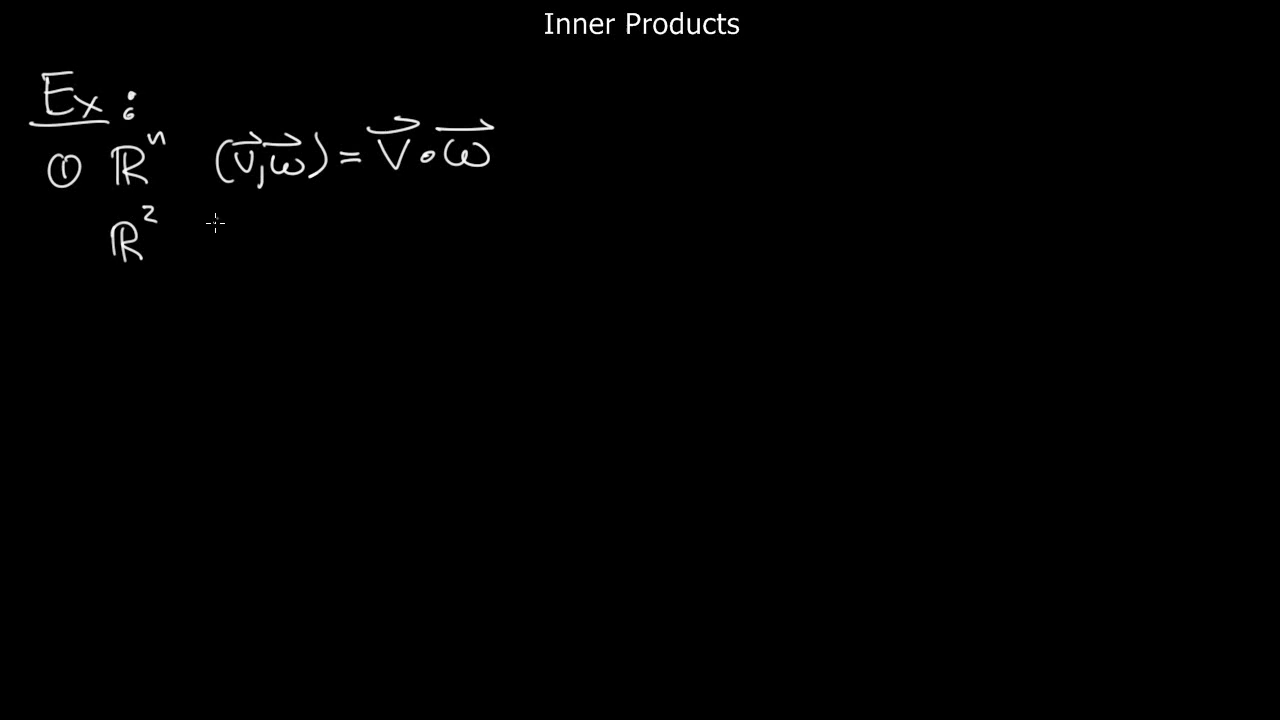 Inner Products
Ex:
① ℝⁿ (v⃗,ω⃗) = v⃗ ∘ ω⃗
ℝ²